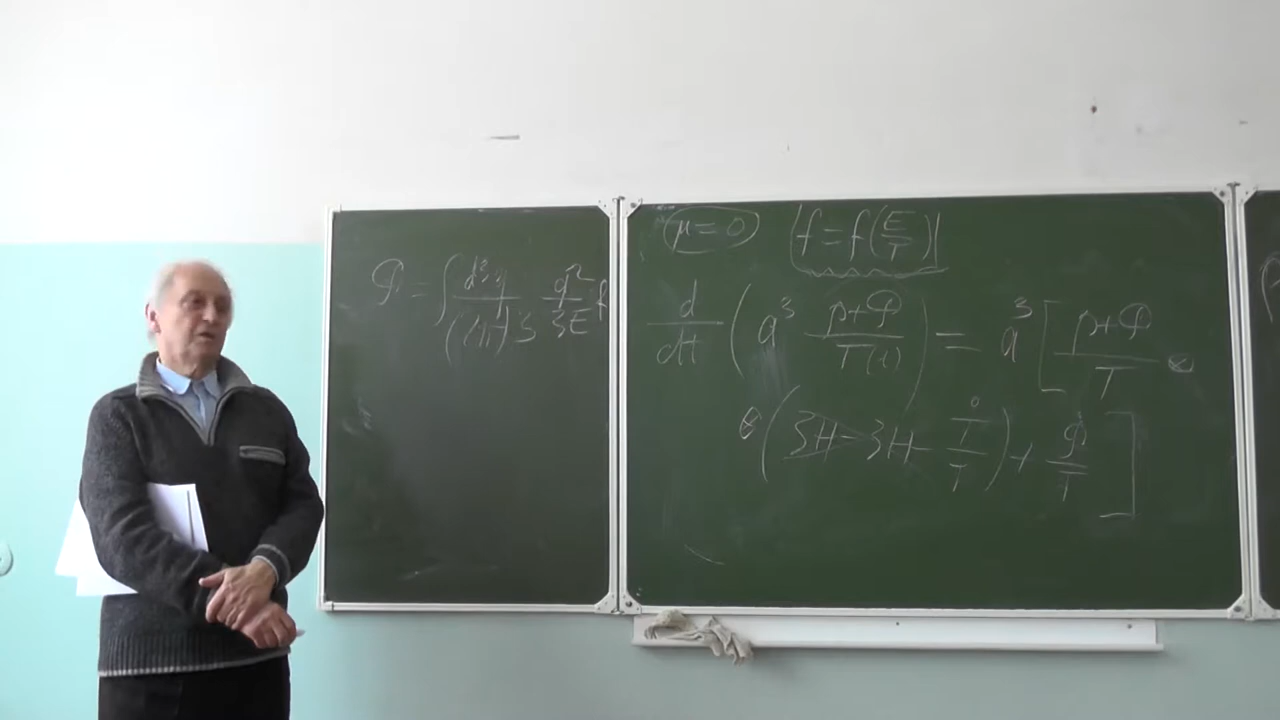 𝒫 = ∫ d³q/(2π)³ q²/3E f
μ = 0 f = f(E/T)
d/dt (a³ (ρ+𝒫)/T(t)) = a³ [ (ρ+𝒫)/T ⊗
⊗ (3H - 3H - Ṫ/T) + 𝒫̇/T ]